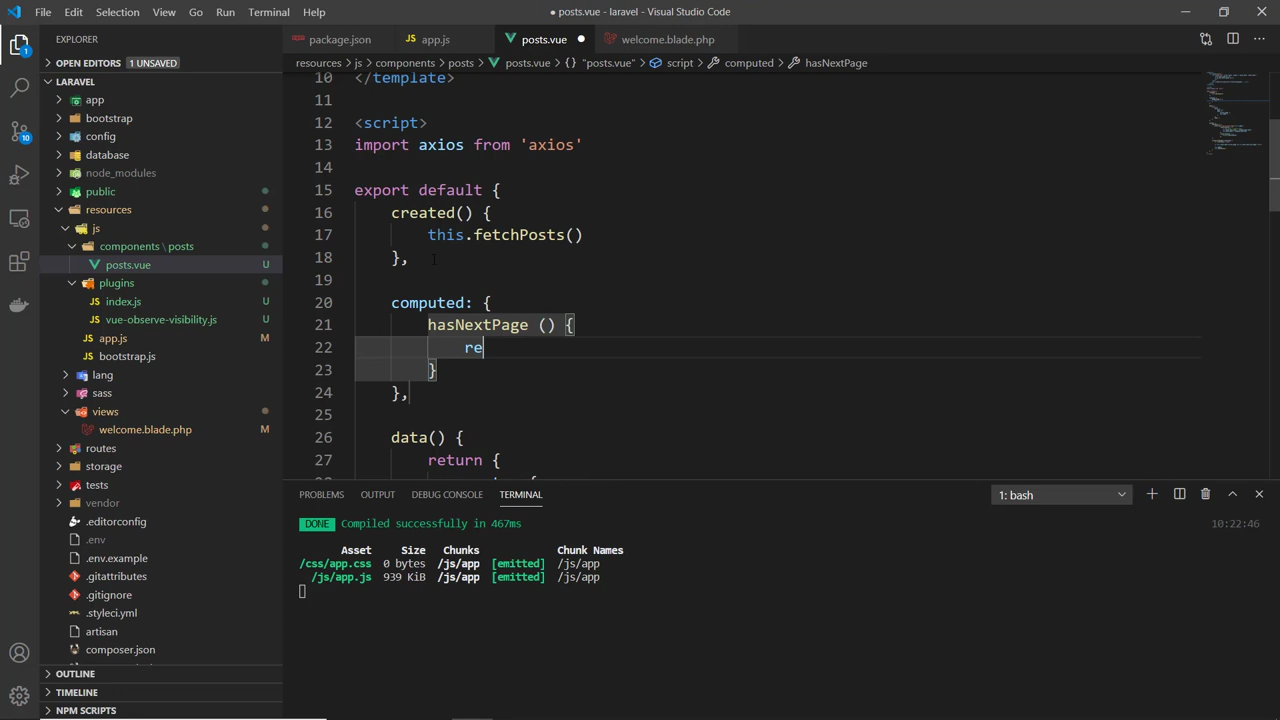 File Edit Selection View Go Run Terminal Help
● posts.vue - laravel - Visual Studio Code
EXPLORER
package.json
JS app.js
posts.vue ●
welcome.blade.php
OPEN EDITORS 1 UNSAVED
resources > js > components > posts > posts.vue > {} "posts.vue" > script > computed > hasNextPage
LARAVEL
app
bootstrap
config
database
node_modules
public
resources
js
components \ posts
posts.vue U
plugins
JS index.js U
JS vue-observe-visibility.js U
JS app.js M
JS bootstrap.js
lang
sass
views
welcome.blade.php M
routes
storage
tests
vendor
.editorconfig
.env
.env.example
.gitattributes
.gitignore
.styleci.yml
artisan
composer.json
OUTLINE
TIMELINE
NPM SCRIPTS
1
10
10 </template>
11
12 <script>
13 import axios from 'axios'
14
15 export default {
16 created() {
17 this.fetchPosts()
18 },
19
20 computed: {
21 hasNextPage () {
22 re
23 }
24 },
25
26 data() {
27 return {
PROBLEMS OUTPUT DEBUG CONSOLE TERMINAL
1: bash
DONE Compiled successfully in 467ms 10:22:46
Asset Size Chunks Chunk Names
/css/app.css 0 bytes /js/app [emitted] /js/app
/js/app.js 939 KiB /js/app [emitted] /js/app